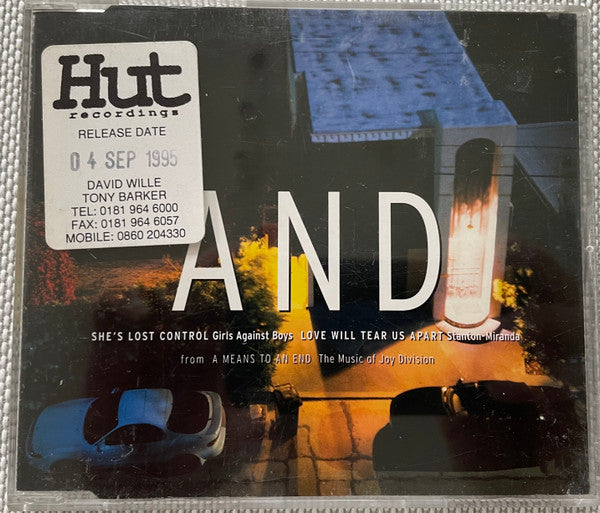 Hut
recordings
RELEASE DATE
04 SEP 1995
DAVID WILLE
TONY BARKER
TEL: 0181 964 6000
FAX: 0181 964 6057
MOBILE: 0860 204330
AND
SHE'S LOST CONTROL Girls Against Boys LOVE WILL TEAR US APART Stanton-Miranda
from A MEANS TO AN END The Music of Joy Division